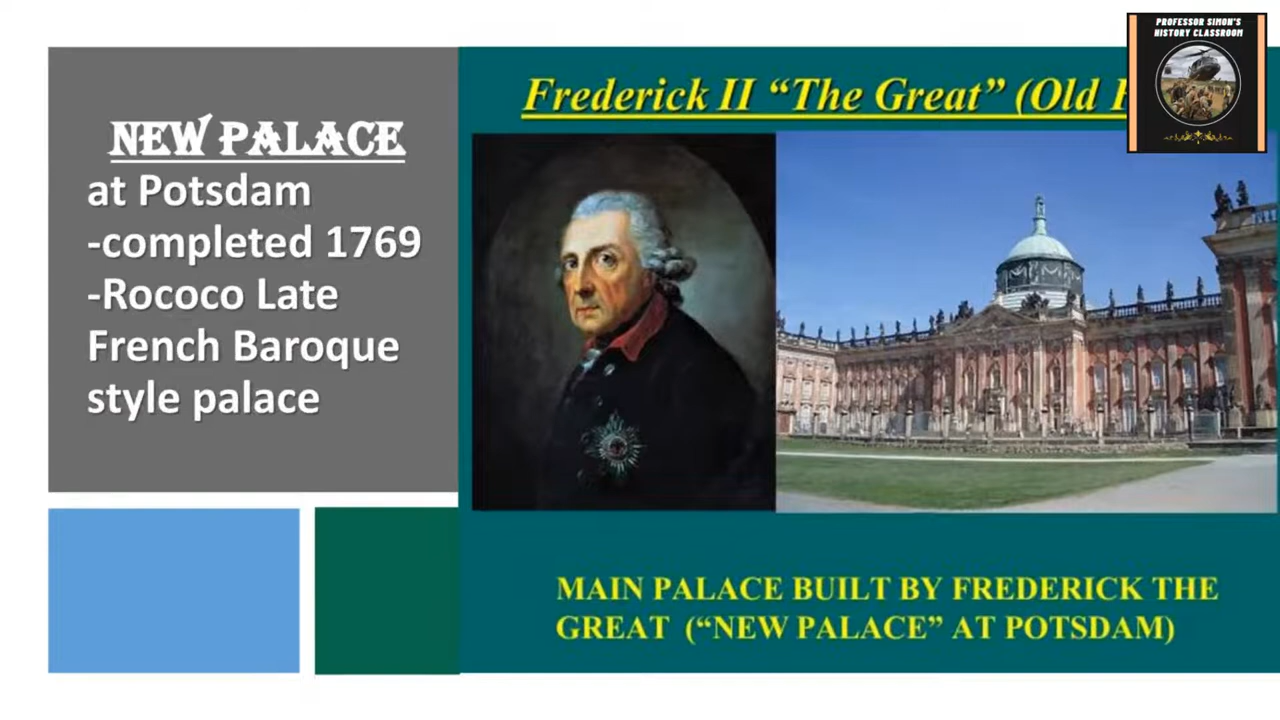 NEW PALACE
at Potsdam
-completed 1769
-Rococo Late
French Baroque
style palace
Frederick II “The Great” (Old
PROFESSOR SIMON'S
HISTORY CLASSROOM
MAIN PALACE BUILT BY FREDERICK THE
GREAT (“NEW PALACE” AT POTSDAM)